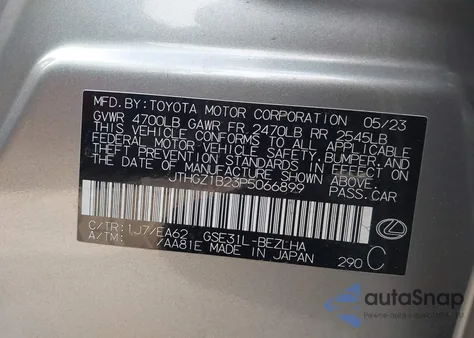 MFD. BY: TOYOTA MOTOR CORPORATION 05/23
GVWR 4700LB GAWR FR 2470LB RR 2545LB
THIS VEHICLE CONFORMS TO ALL APPLICABLE
FEDERAL MOTOR VEHICLE SAFETY, BUMPER, AND
THEFT PREVENTION STANDARDS IN EFFECT
ON THE DATE OF MANUFACTURE SHOWN ABOVE.
JTHGZ1B23P5066899 PASS.CAR
C/TR: 1J7/EA62 GSE31L-BEZLHA
A/TM: /AA81E MADE IN JAPAN 290 C
autoSnap